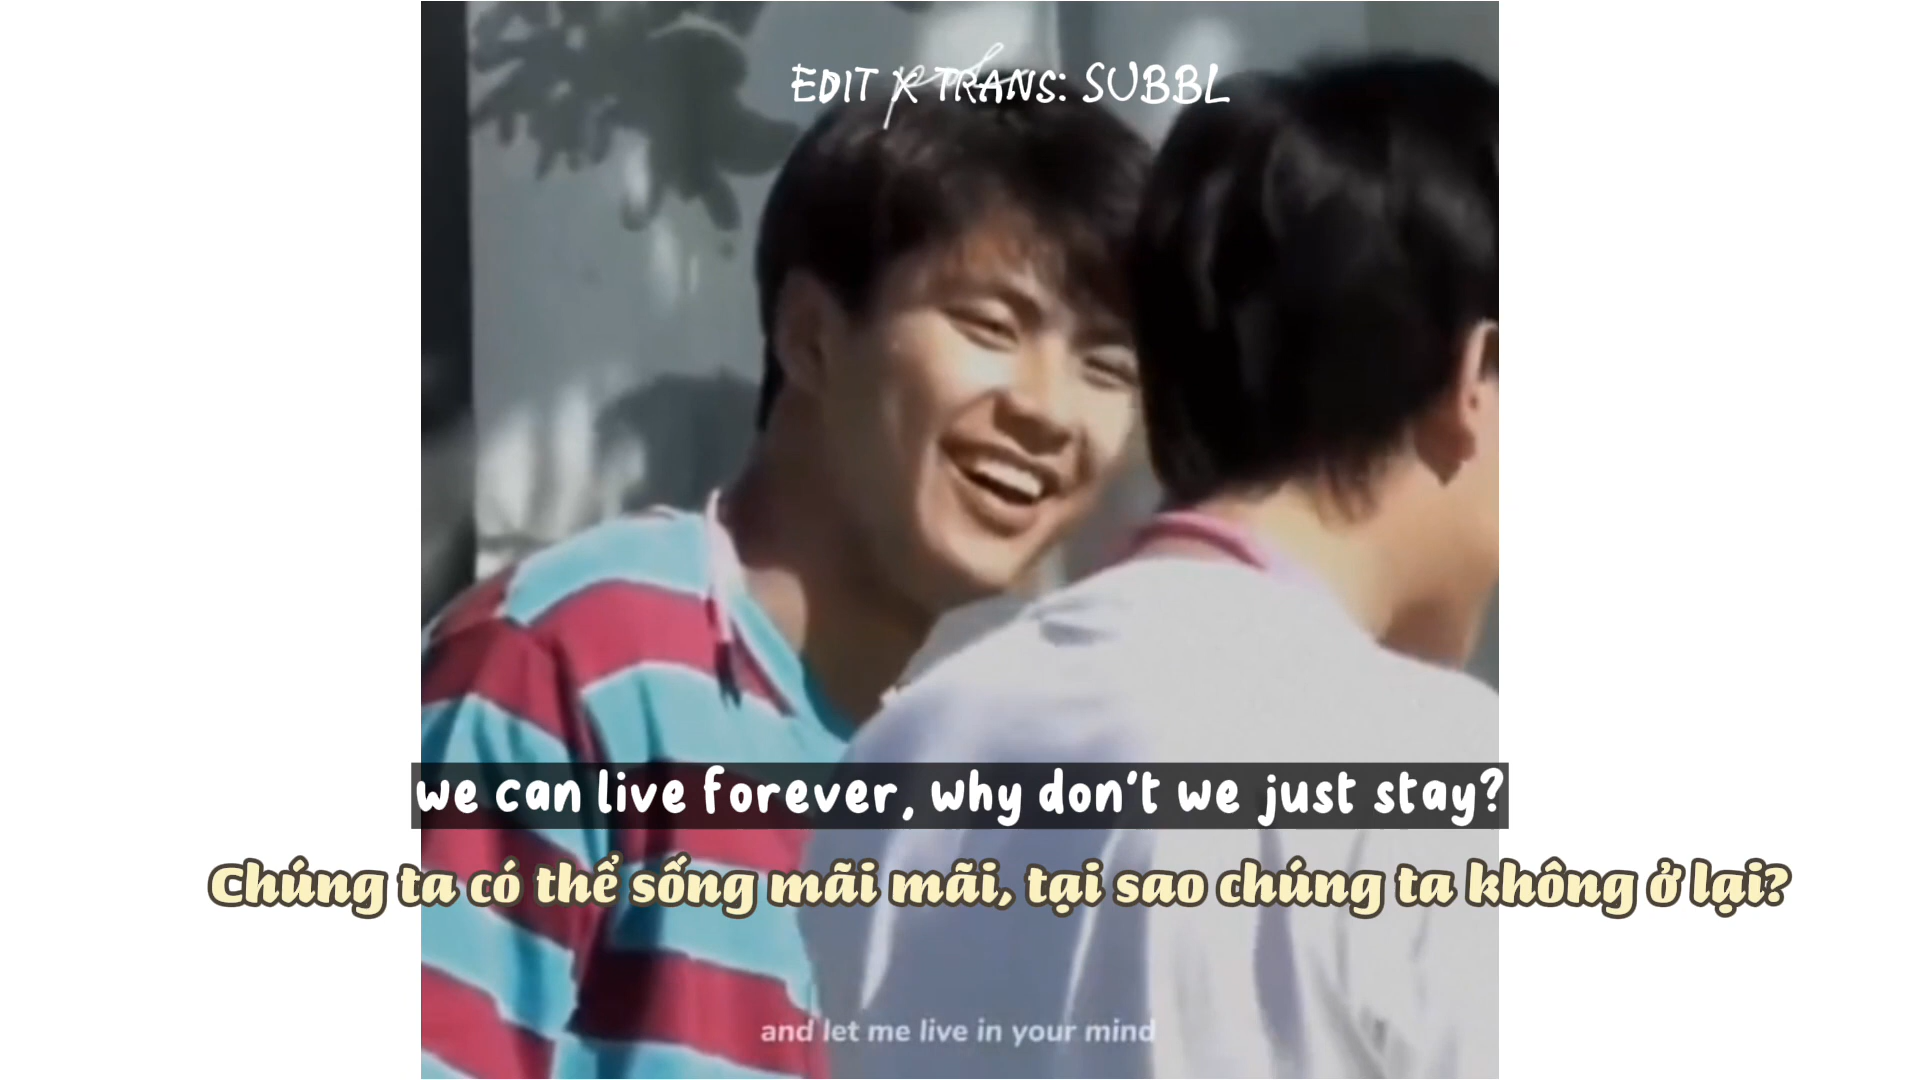 EDIT X TRANS: SUBBL
we can live forever, why don't we just stay?
Chúng ta có thể sống mãi mãi, tại sao chúng ta không ở lại?
and let me live in your mind